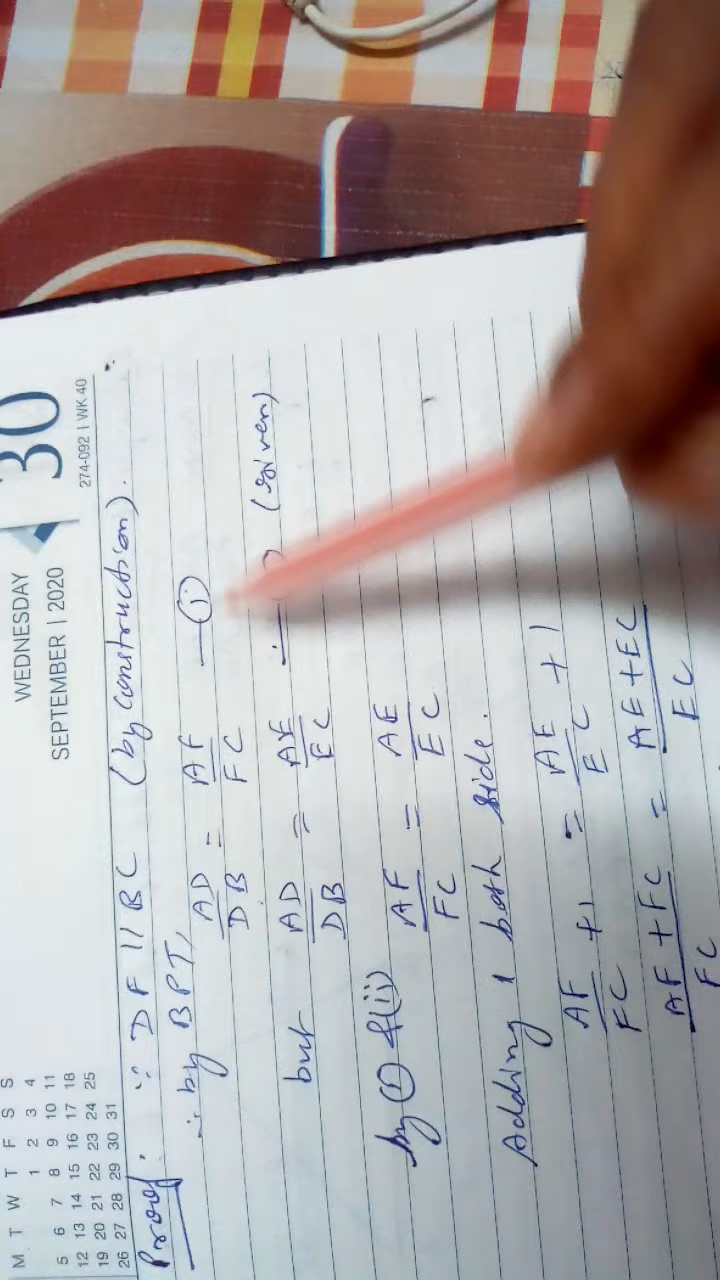 M T W T F S S
1 2 3 4
5 6 7 8 9 10 11
12 13 14 15 16 17 18
19 20 21 22 23 24 25
26 27 28 29 30 31
WEDNESDAY
SEPTEMBER | 2020
30
274-092 | WK 40
Proof: ∵ DF || BC (by construction).
∴ by BPT,
AD/DB = AF/FC —(i)
but AD/DB = AE/EC (Given)
by (i) & (ii)
AF/FC = AE/EC
Adding 1 both side.
AF/FC + 1 = AE/EC + 1
AF + FC/FC = AE + EC/EC